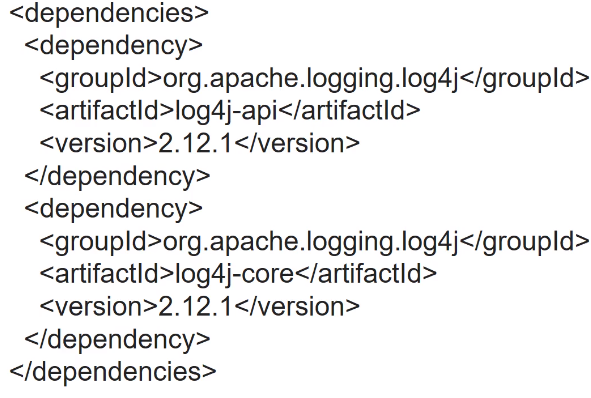 <dependencies>
<dependency>
<groupId>org.apache.logging.log4j</groupId>
<artifactId>log4j-api</artifactId>
<version>2.12.1</version>
</dependency>
<dependency>
<groupId>org.apache.logging.log4j</groupId>
<artifactId>log4j-core</artifactId>
<version>2.12.1</version>
</dependency>
</dependencies>